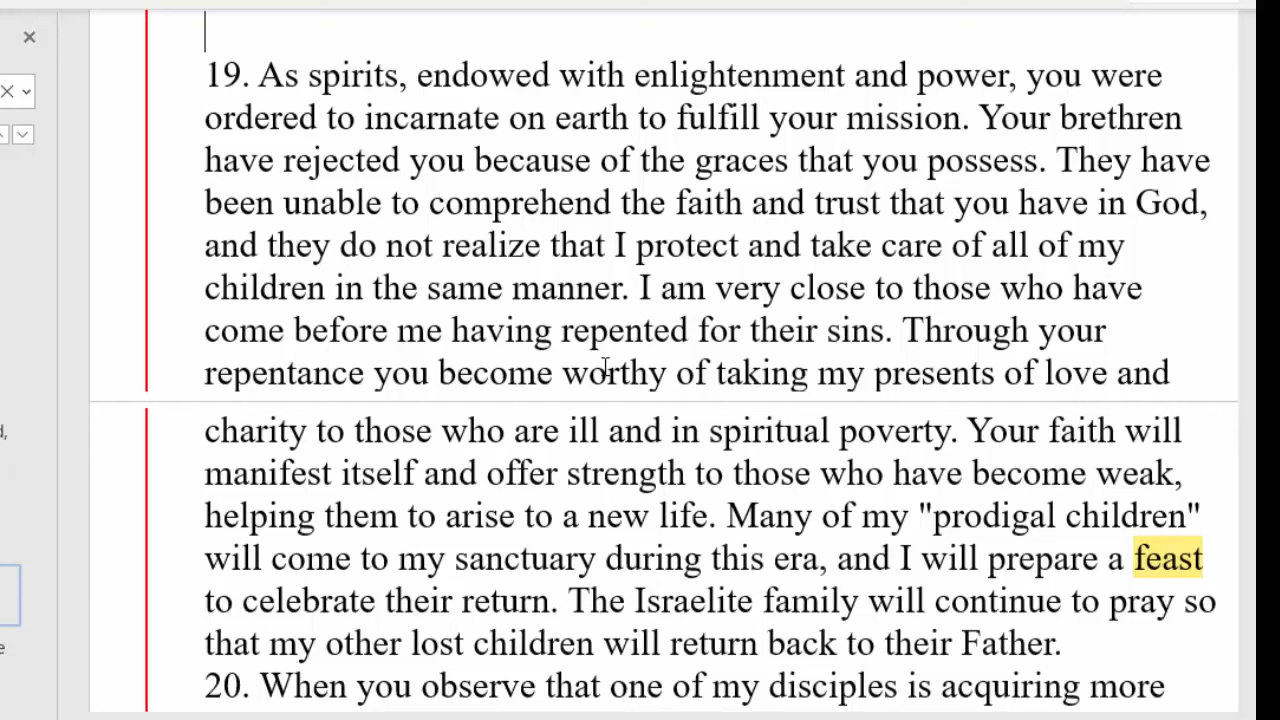 19. As spirits, endowed with enlightenment and power, you were
ordered to incarnate on earth to fulfill your mission. Your brethren
have rejected you because of the graces that you possess. They have
been unable to comprehend the faith and trust that you have in God,
and they do not realize that I protect and take care of all of my
children in the same manner. I am very close to those who have
come before me having repented for their sins. Through your
repentance you become worthy of taking my presents of love and
charity to those who are ill and in spiritual poverty. Your faith will
manifest itself and offer strength to those who have become weak,
helping them to arise to a new life. Many of my "prodigal children"
will come to my sanctuary during this era, and I will prepare a feast
to celebrate their return. The Israelite family will continue to pray so
that my other lost children will return back to their Father.
20. When you observe that one of my disciples is acquiring more